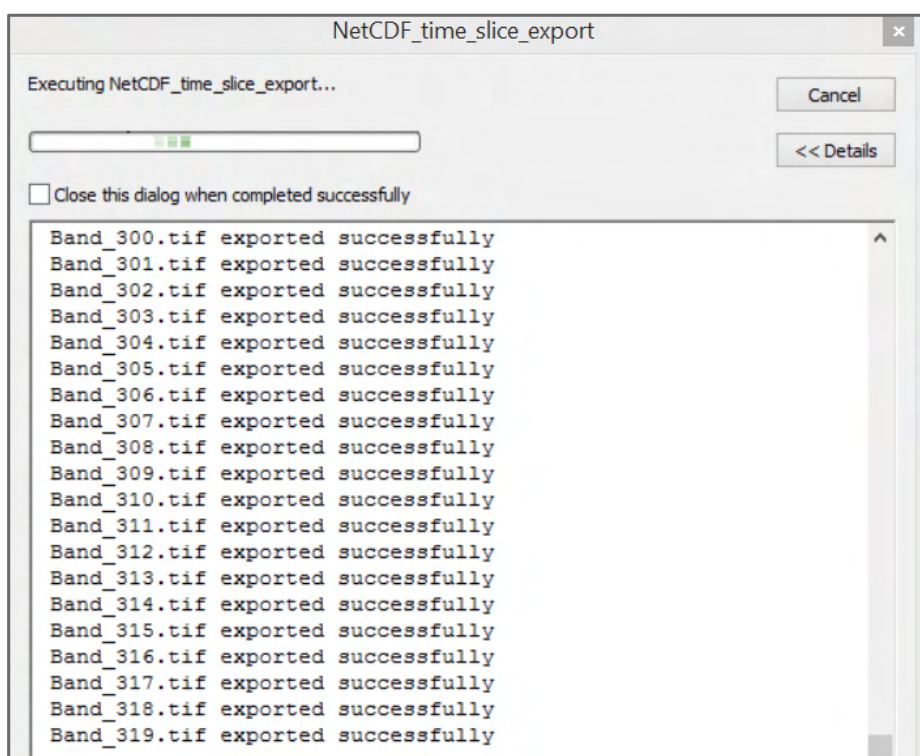 NetCDF_time_slice_export
x
Executing NetCDF_time_slice_export...
Cancel
<< Details
Close this dialog when completed successfully
Band_300.tif exported successfully
Band_301.tif exported successfully
Band_302.tif exported successfully
Band_303.tif exported successfully
Band_304.tif exported successfully
Band_305.tif exported successfully
Band_306.tif exported successfully
Band_307.tif exported successfully
Band_308.tif exported successfully
Band_309.tif exported successfully
Band_310.tif exported successfully
Band_311.tif exported successfully
Band_312.tif exported successfully
Band_313.tif exported successfully
Band_314.tif exported successfully
Band_315.tif exported successfully
Band_316.tif exported successfully
Band_317.tif exported successfully
Band_318.tif exported successfully
Band_319.tif exported successfully